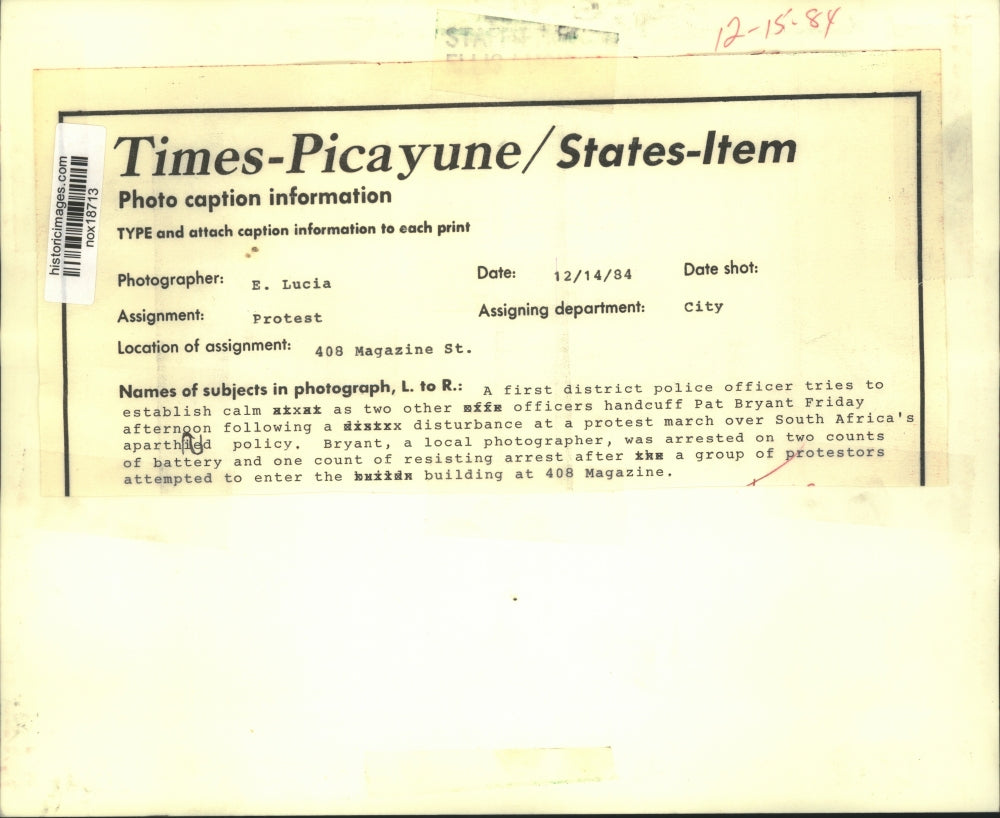 12-15-84
Times-Picayune/States-Item
Photo caption information
TYPE and attach caption information to each print
historicimages.com
nox18713
Photographer: E. Lucia Date: 12/14/84 Date shot:
Assignment: Protest Assigning department: City
Location of assignment: 408 Magazine St.
Names of subjects in photograph, L. to R.: A first district police officer tries to
establish calm as two other officers handcuff Pat Bryant Friday
afternoon following a disturbance at a protest march over South Africa's
aparthied policy. Bryant, a local photographer, was arrested on two counts
of battery and one count of resisting arrest after a group of protestors
attempted to enter the building at 408 Magazine.